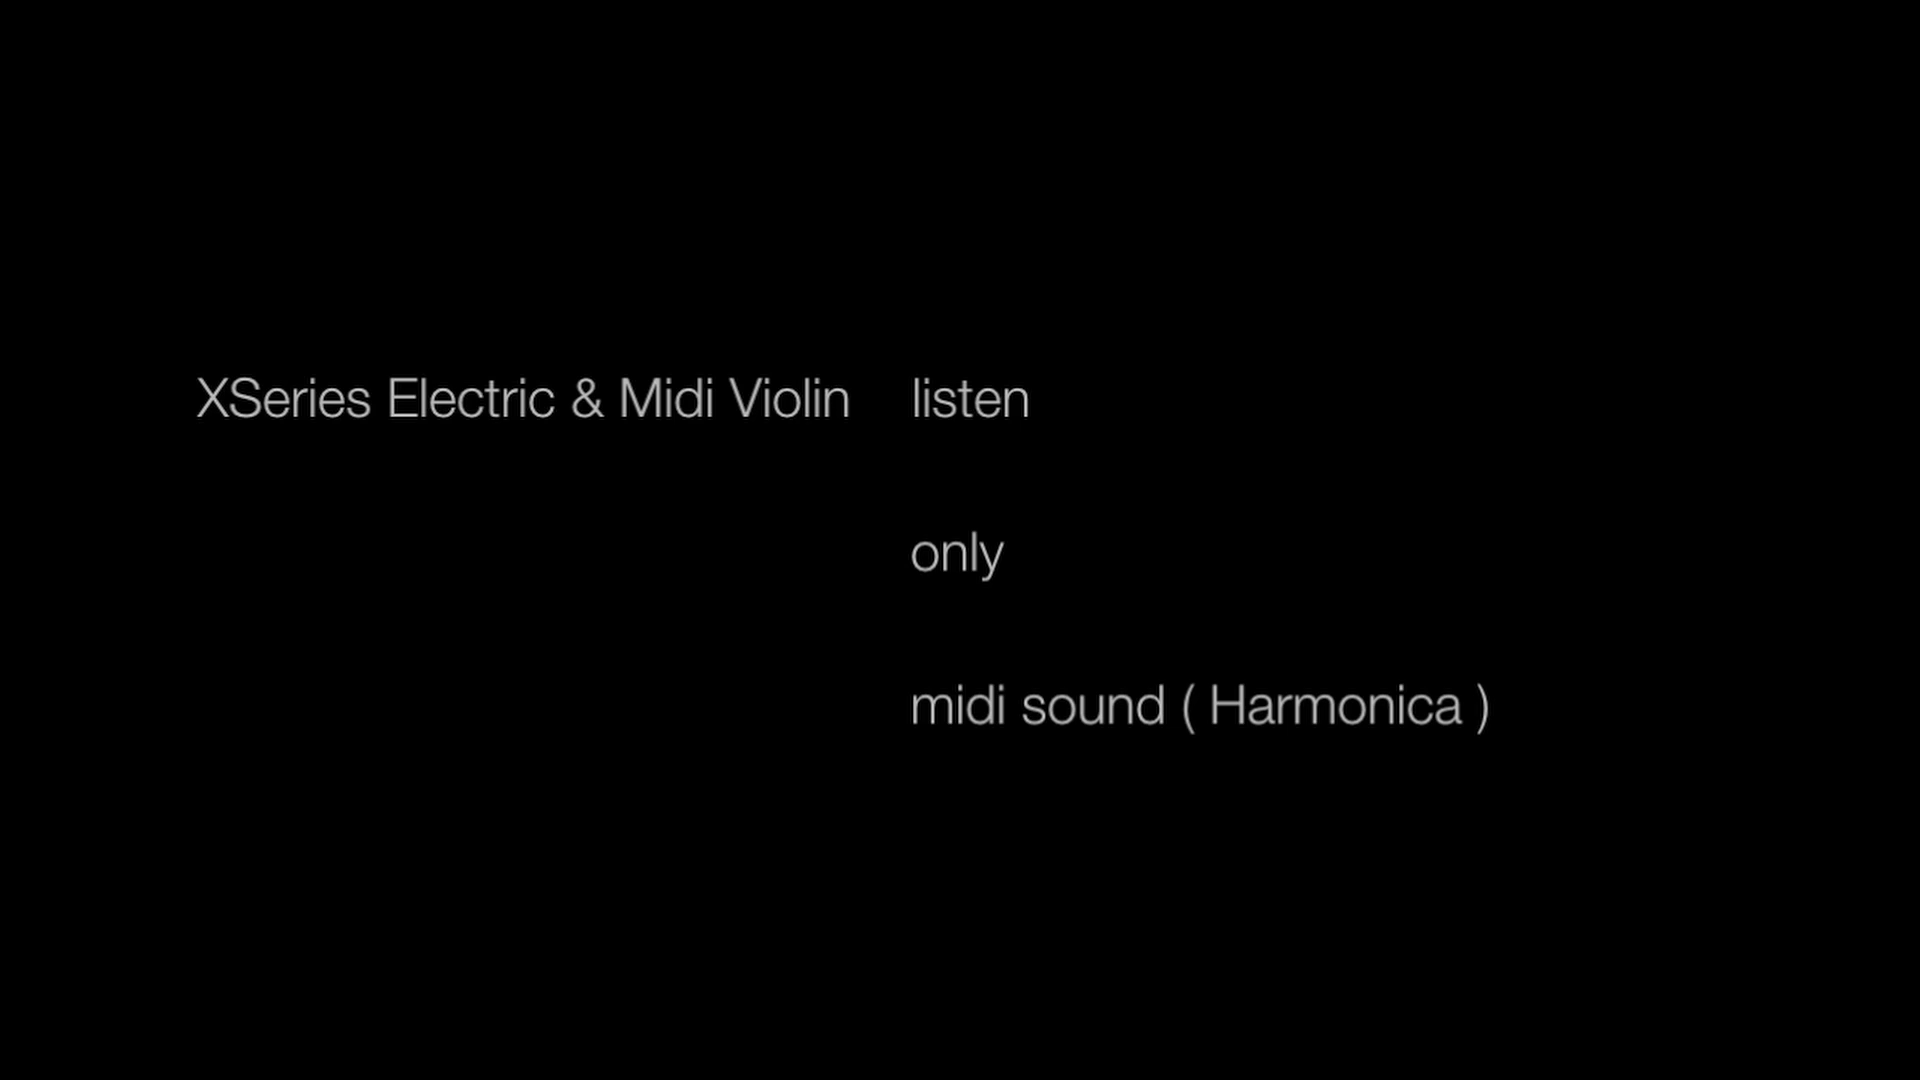 XSeries Electric & Midi Violin listen
only
midi sound ( Harmonica )